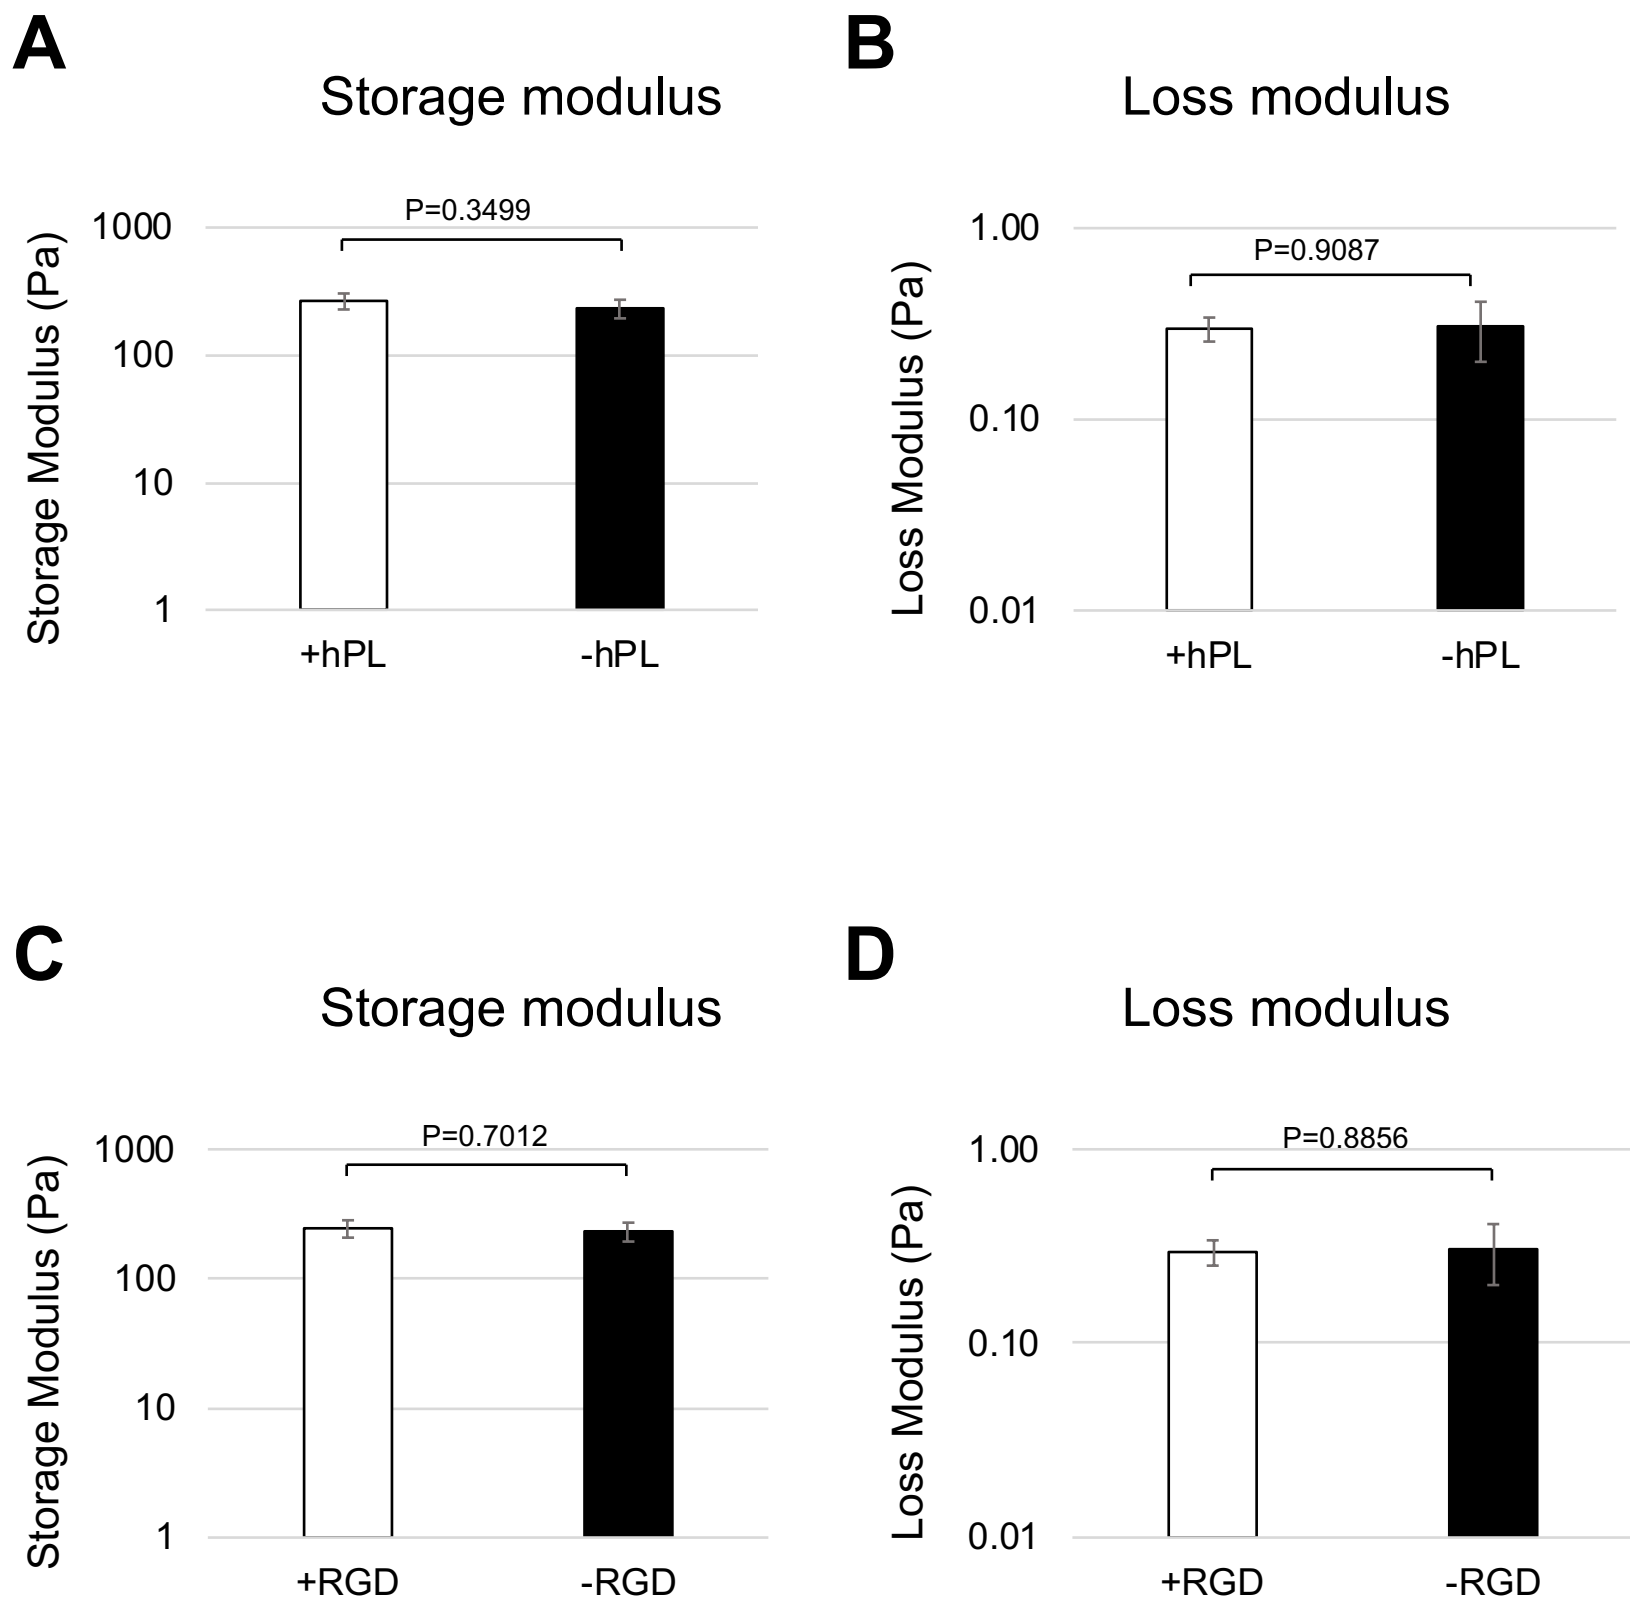 A
Storage modulus
P=0.3499
Storage Modulus (Pa)
1000
100
10
1
+hPL
-hPL
B
Loss modulus
P=0.9087
Loss Modulus (Pa)
1.00
0.10
0.01
+hPL
-hPL
C
Storage modulus
P=0.7012
Storage Modulus (Pa)
1000
100
10
1
+RGD
-RGD
D
Loss modulus
P=0.8856
Loss Modulus (Pa)
1.00
0.10
0.01
+RGD
-RGD